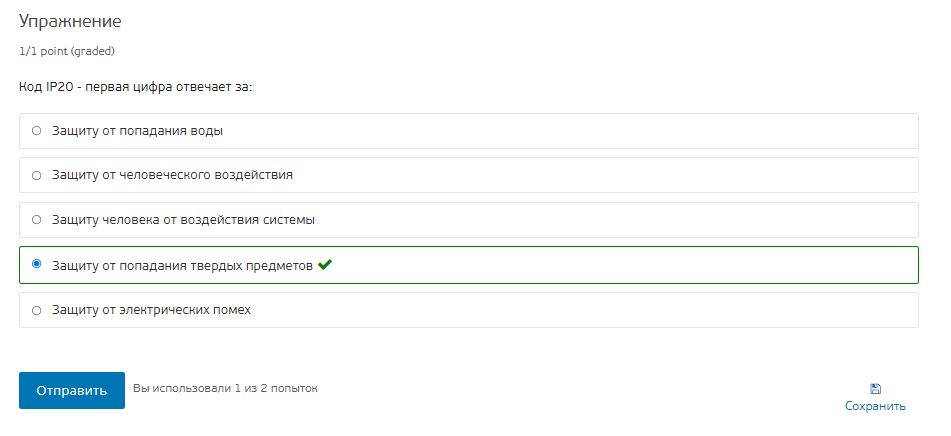 Упражнение
1/1 point (graded)
Код IP20 - первая цифра отвечает за:
Защиту от попадания воды
Защиту от человеческого воздействия
Защиту человека от воздействия системы
Защиту от попадания твердых предметов
Защиту от электрических помех
Отправить
Вы использовали 1 из 2 попыток
Сохранить